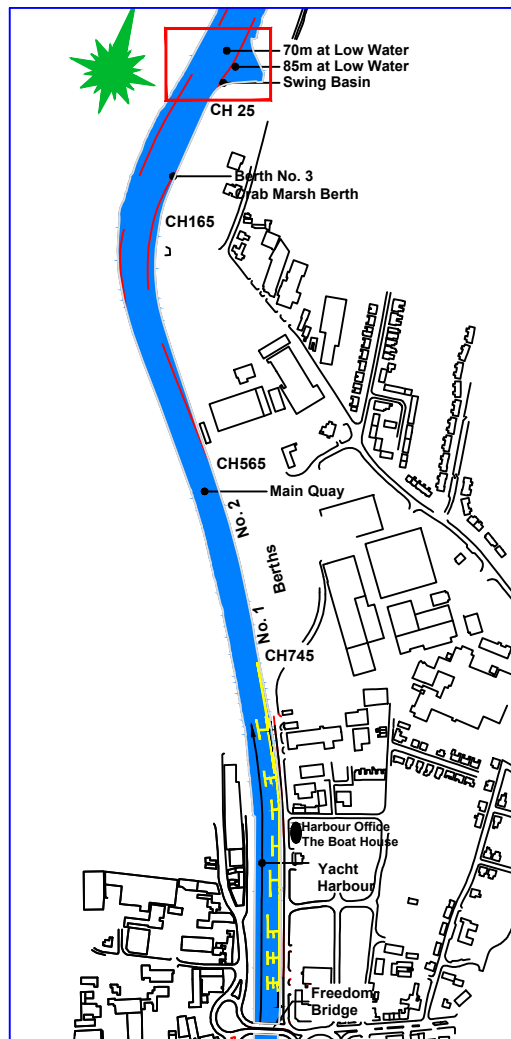 70m at Low Water
85m at Low Water
Swing Basin
CH 25
Berth No. 3
Crab Marsh Berth
CH165
CH565
Main Quay
No. 2
Berths
No. 1
CH745
Harbour Office
The Boat House
Yacht
Harbour
Freedom
Bridge